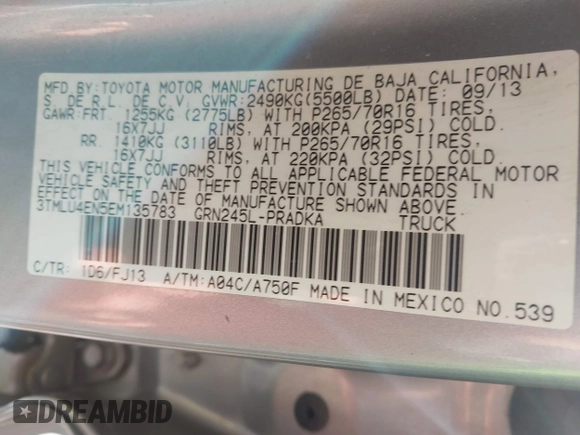 MFD.BY:TOYOTA MOTOR MANUFACTURING DE BAJA CALIFORNIA,
S. DE R.L. DE C.V. GVWR:2490KG(5500LB) DATE: 09/13
GAWR:FRT. 1255KG (2775LB) WITH P265/70R16 TIRES,
16X7JJ RIMS, AT 200KPA (29PSI) COLD
RR. 1410KG (3110LB) WITH P265/70R16 TIRES,
16X7JJ RIMS, AT 220KPA (32PSI) COLD
THIS VEHICLE CONFORMS TO ALL APPLICABLE FEDERAL MOTOR
VEHICLE SAFETY AND THEFT PREVENTION STANDARDS IN
EFFECT ON THE DATE OF MANUFACTURE SHOWN ABOVE.
3TMLU4EN5EM135783 GRN245L-PRADKA TRUCK
C/TR: 1D6/FJ13 A/TM:A04C/A750F MADE IN MEXICO NO.539
DREAMBID